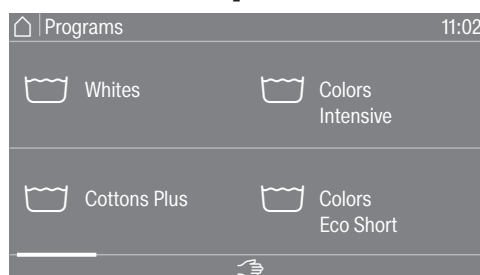 Programs 11:02
Whites
Colors
Intensive
Cottons Plus
Colors
Eco Short